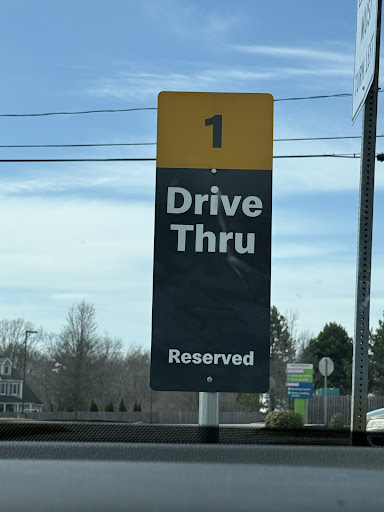 1
Drive
Thru
Reserved